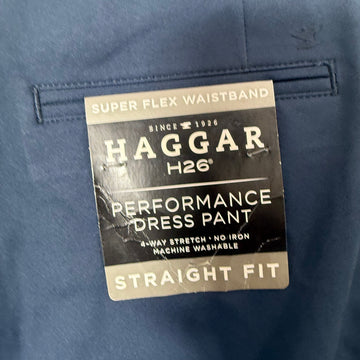 SUPER FLEX WAISTBAND
SINCE 1926
HAGGAR
H26®
PERFORMANCE
DRESS PANT
4-WAY STRETCH • NO IRON
MACHINE WASHABLE
STRAIGHT FIT